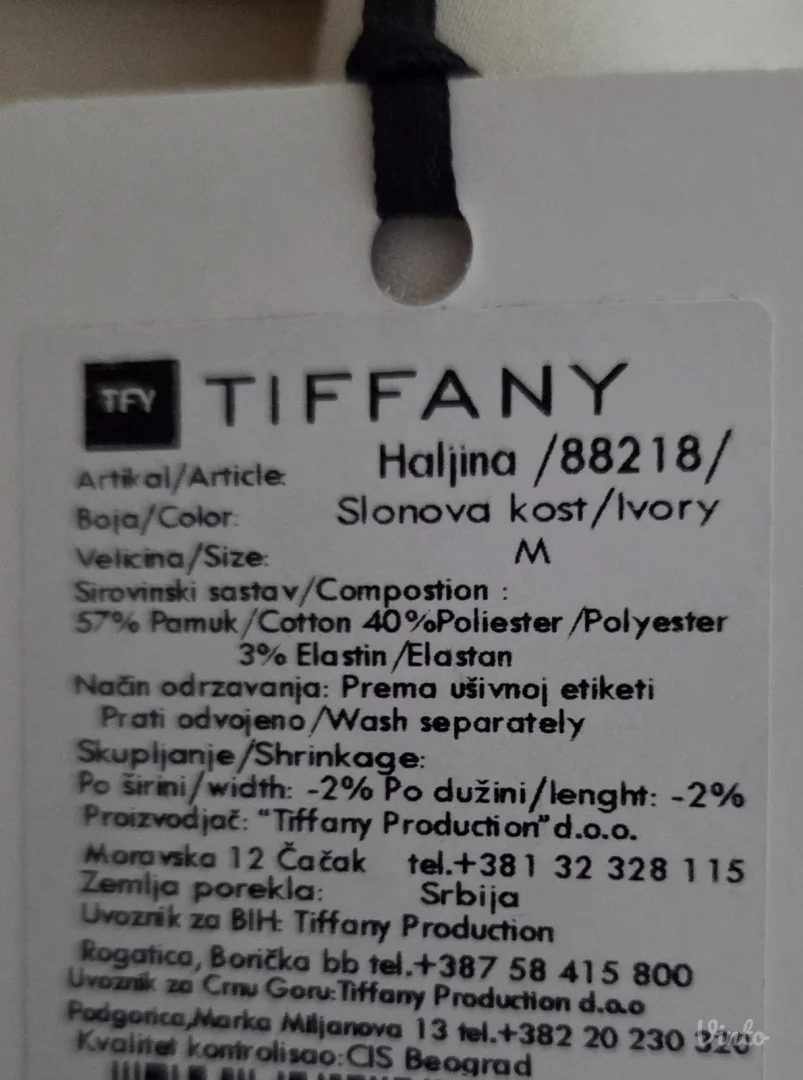 TFY TIFFANY
Artikal/Article: Haljina /88218/
Boja/Color: Slonova kost/Ivory
Velicina/Size: M
Sirovinski sastav/Compostion :
57% Pamuk/Cotton 40%Poliester/Polyester
3% Elastin/Elastan
Način odrzavanja: Prema ušivnoj etiketi
Prati odvojeno/Wash separately
Skupljanje/Shrinkage:
Po širini/width: -2% Po dužini/lenght: -2%
Proizvodjač: "Tiffany Production"d.o.o.
Moravska 12 Čačak tel.+381 32 328 115
Zemlja porekla: Srbija
Uvoznik za BIH: Tiffany Production
Rogatica, Borička bb tel.+387 58 415 800
Uvoznik za Crnu Goru:Tiffany Production d.o.o
Podgorica,Marka Miljanova 13 tel.+382 20 230 326
Kvalitet kontrolisao:CIS Beograd